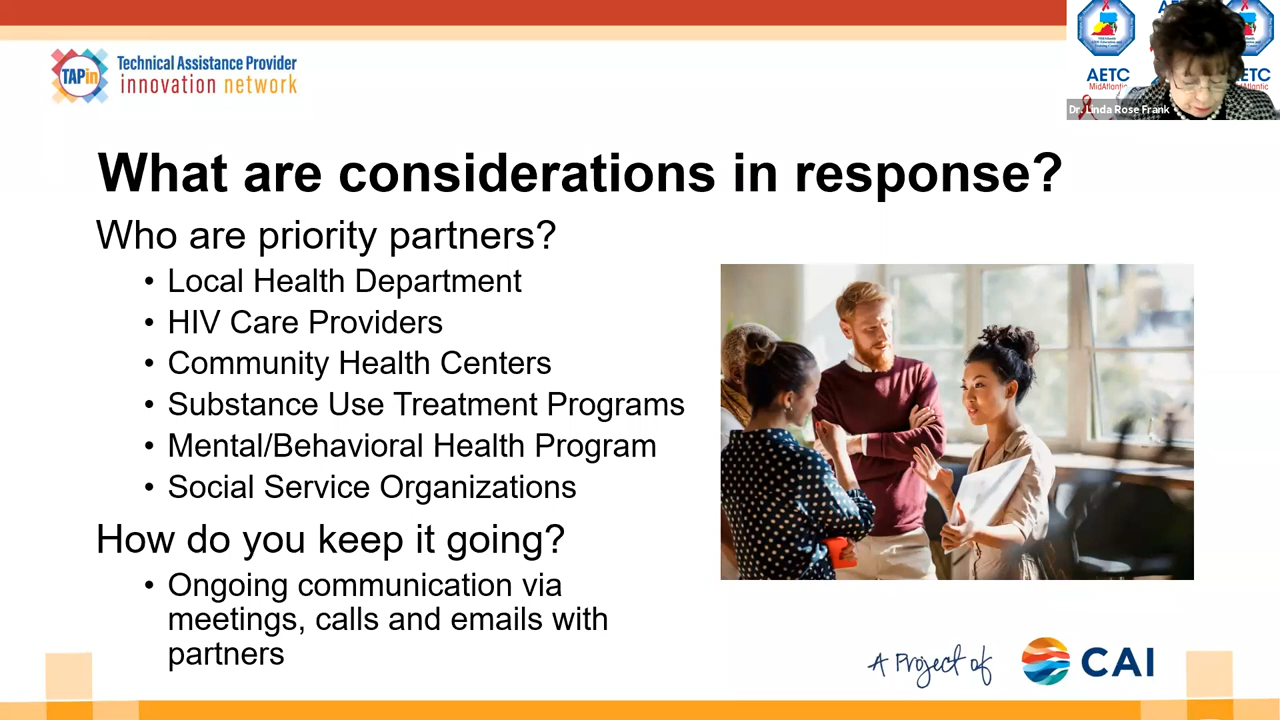 TAPin
Technical Assistance Provider
innovation network
AETC
MidAtlantic
AETC
Dr. Linda Rose Frank
What are considerations in response?
Who are priority partners?
• Local Health Department
• HIV Care Providers
• Community Health Centers
• Substance Use Treatment Programs
• Mental/Behavioral Health Program
• Social Service Organizations
How do you keep it going?
• Ongoing communication via
meetings, calls and emails with
partners
A Project of
CAI